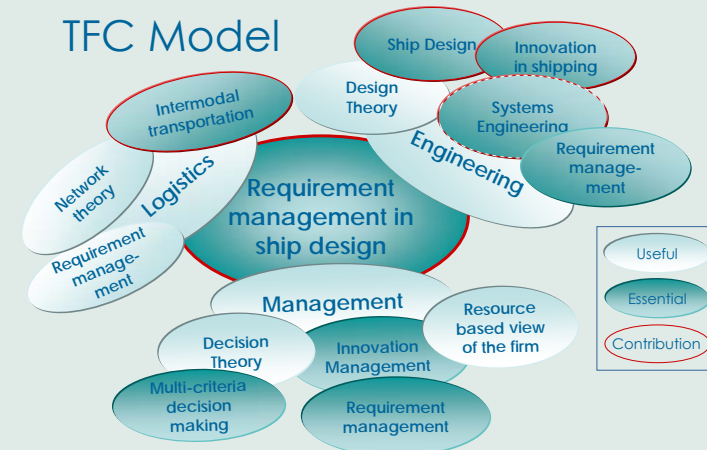 TFC Model
Ship Design
Innovation
in shipping
Design
Theory
Systems
Engineering
Requirement
manage-
ment
Engineering
Intermodal
transportation
Network
theory
Logistics
Requirement
manage-
ment
Requirement
management in
ship design
Management
Resource
based view
of the firm
Decision
Theory
Innovation
Management
Multi-criteria
decision
making
Requirement
management
Useful
Essential
Contribution